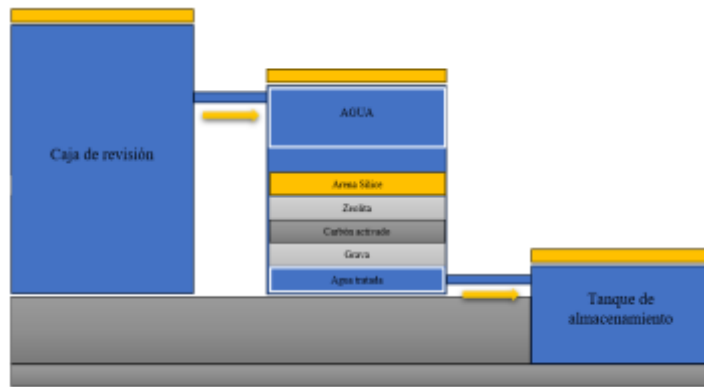 Caja de revisión
AGUA
Arena Sílice
Zeolita
Carbón activado
Grava
Agua tratada
Tanque de
almacenamiento